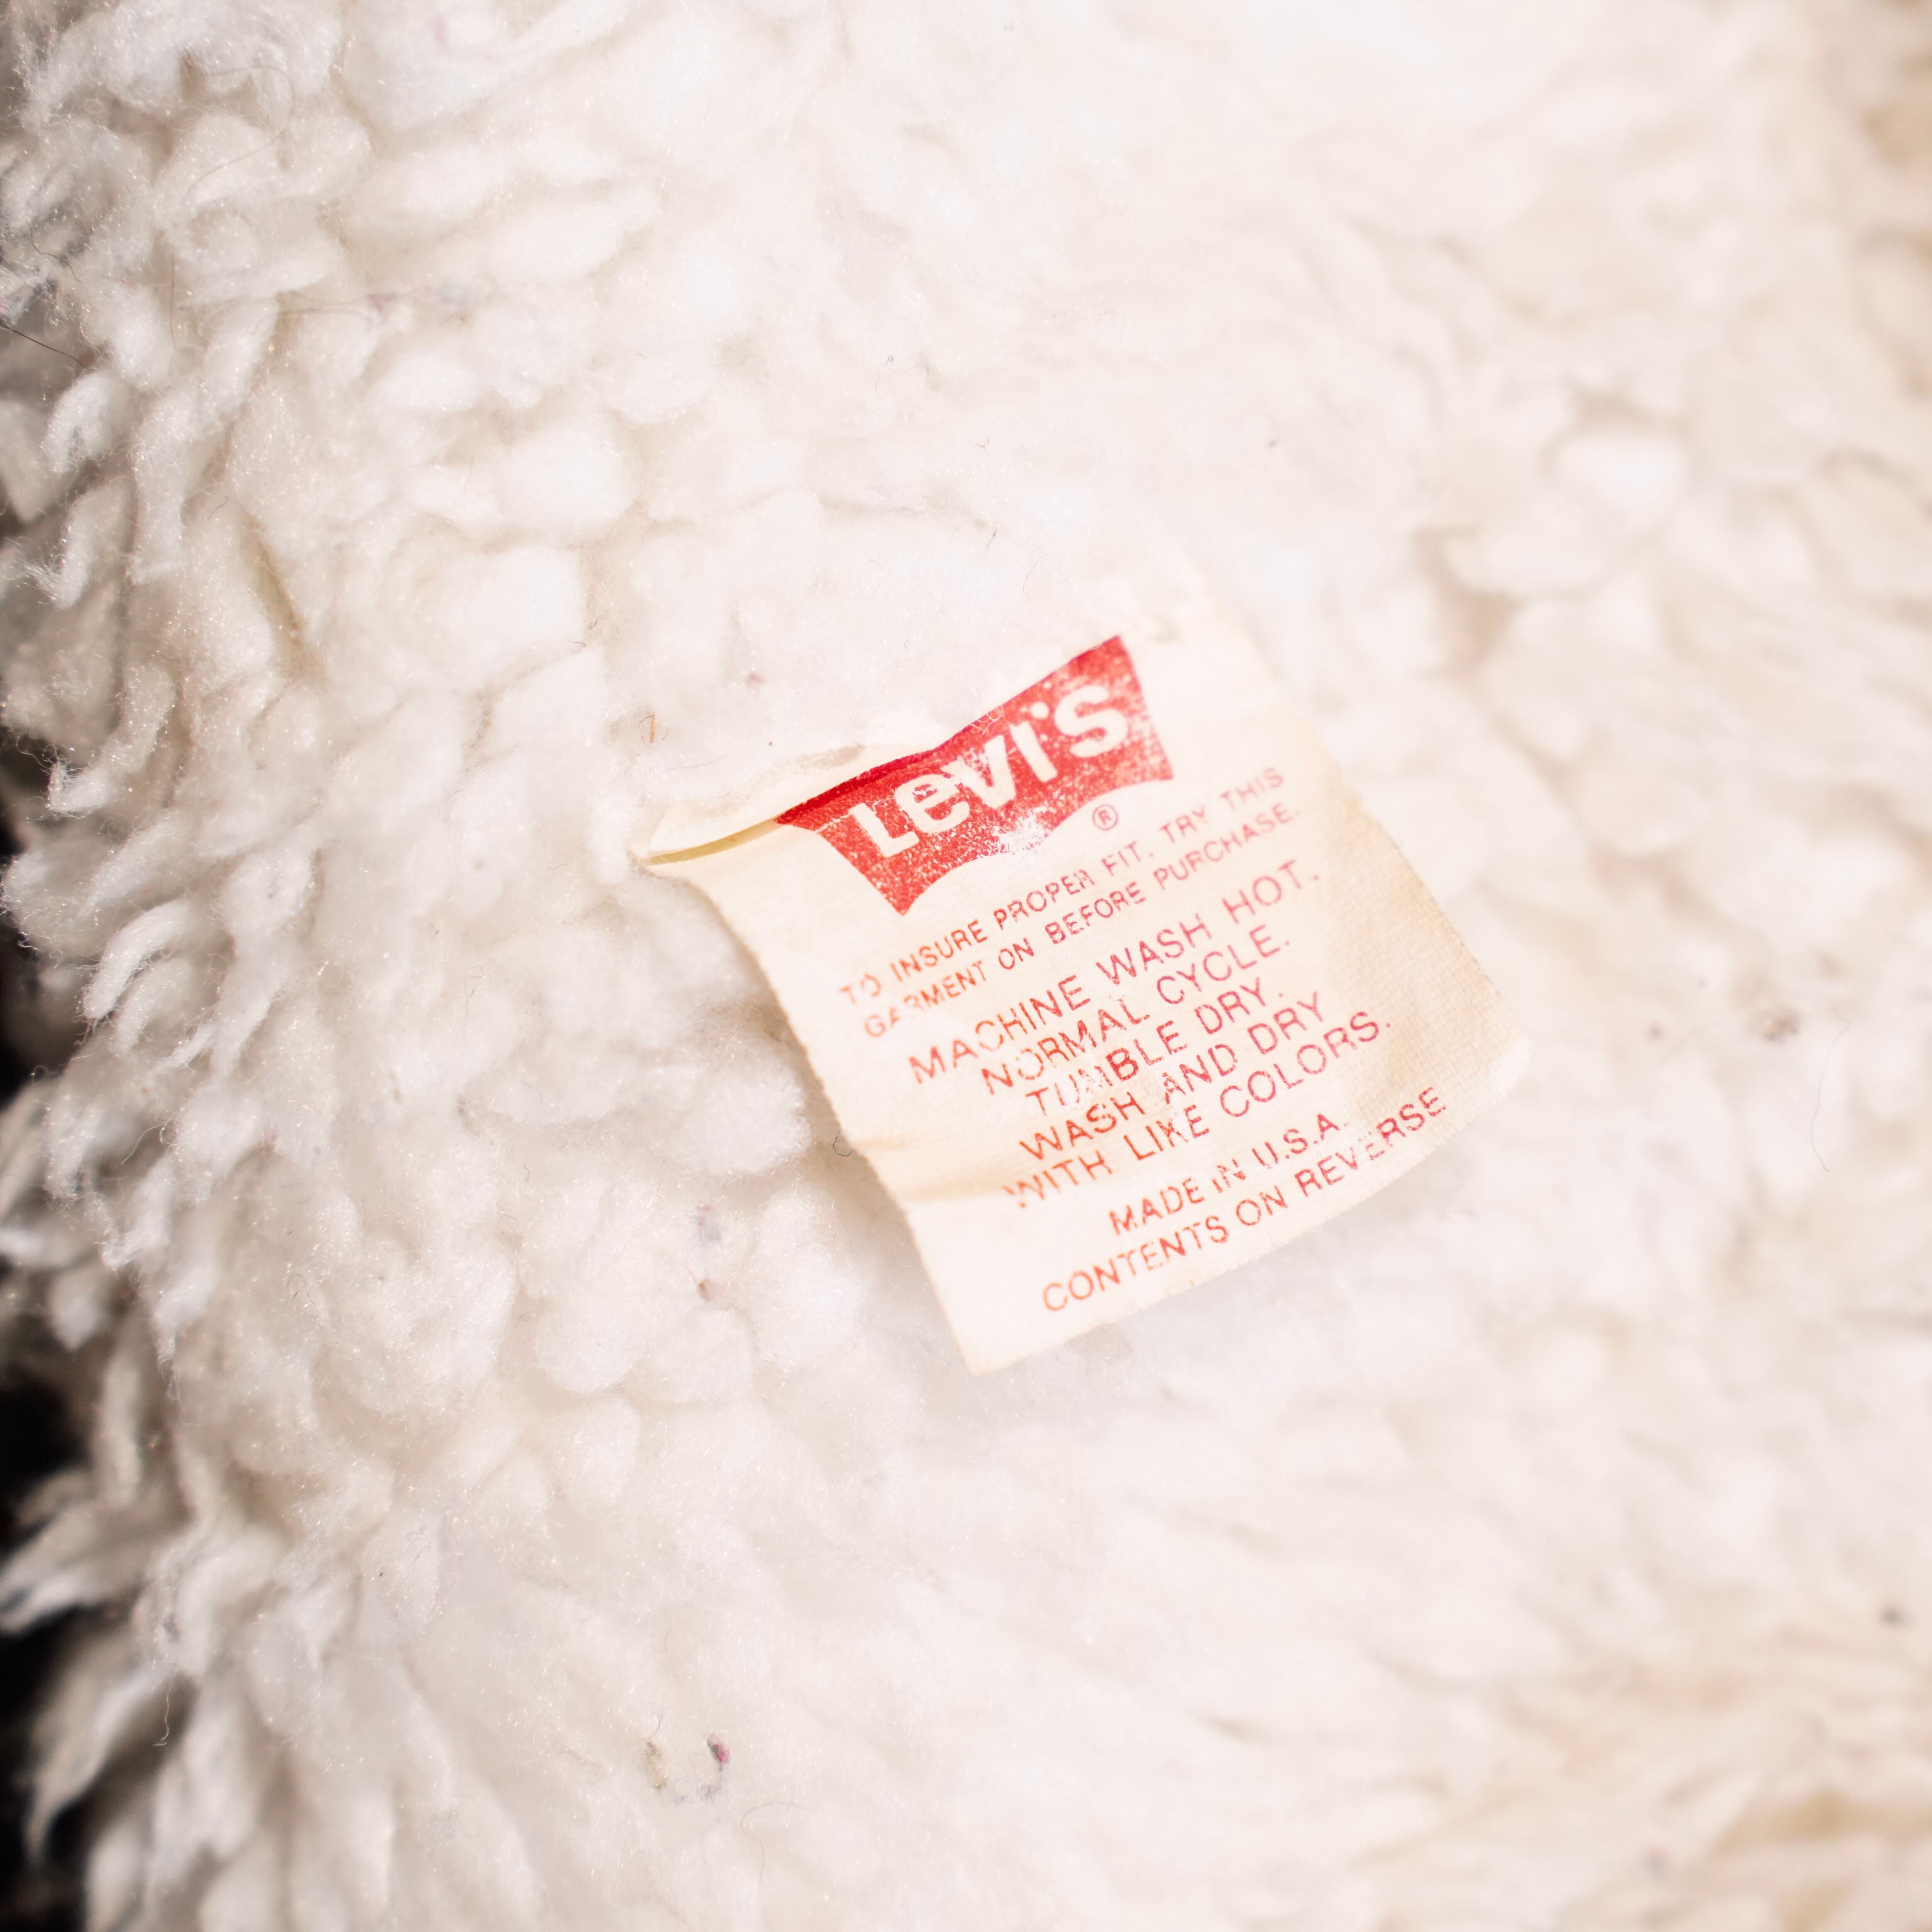 Levi's
®
TO INSURE PROPER FIT, TRY THIS
GARMENT ON BEFORE PURCHASE.
MACHINE WASH HOT.
NORMAL CYCLE.
TUMBLE DRY.
WASH AND DRY
WITH LIKE COLORS.
MADE IN U.S.A.
CONTENTS ON REVERSE